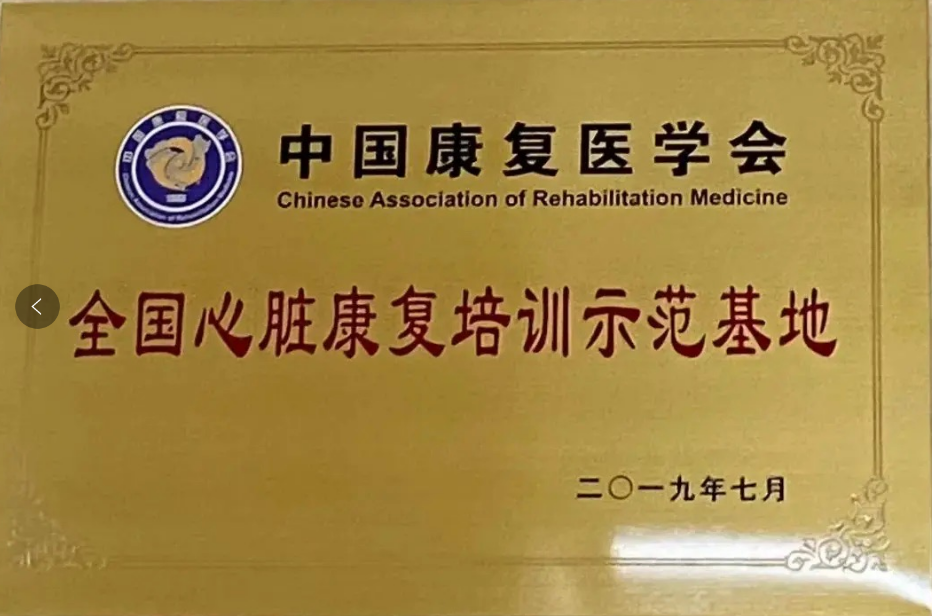 中国康复医学会
Chinese Association of Rehabilitation Medicine
全国心脏康复培训示范基地
二〇一九年七月